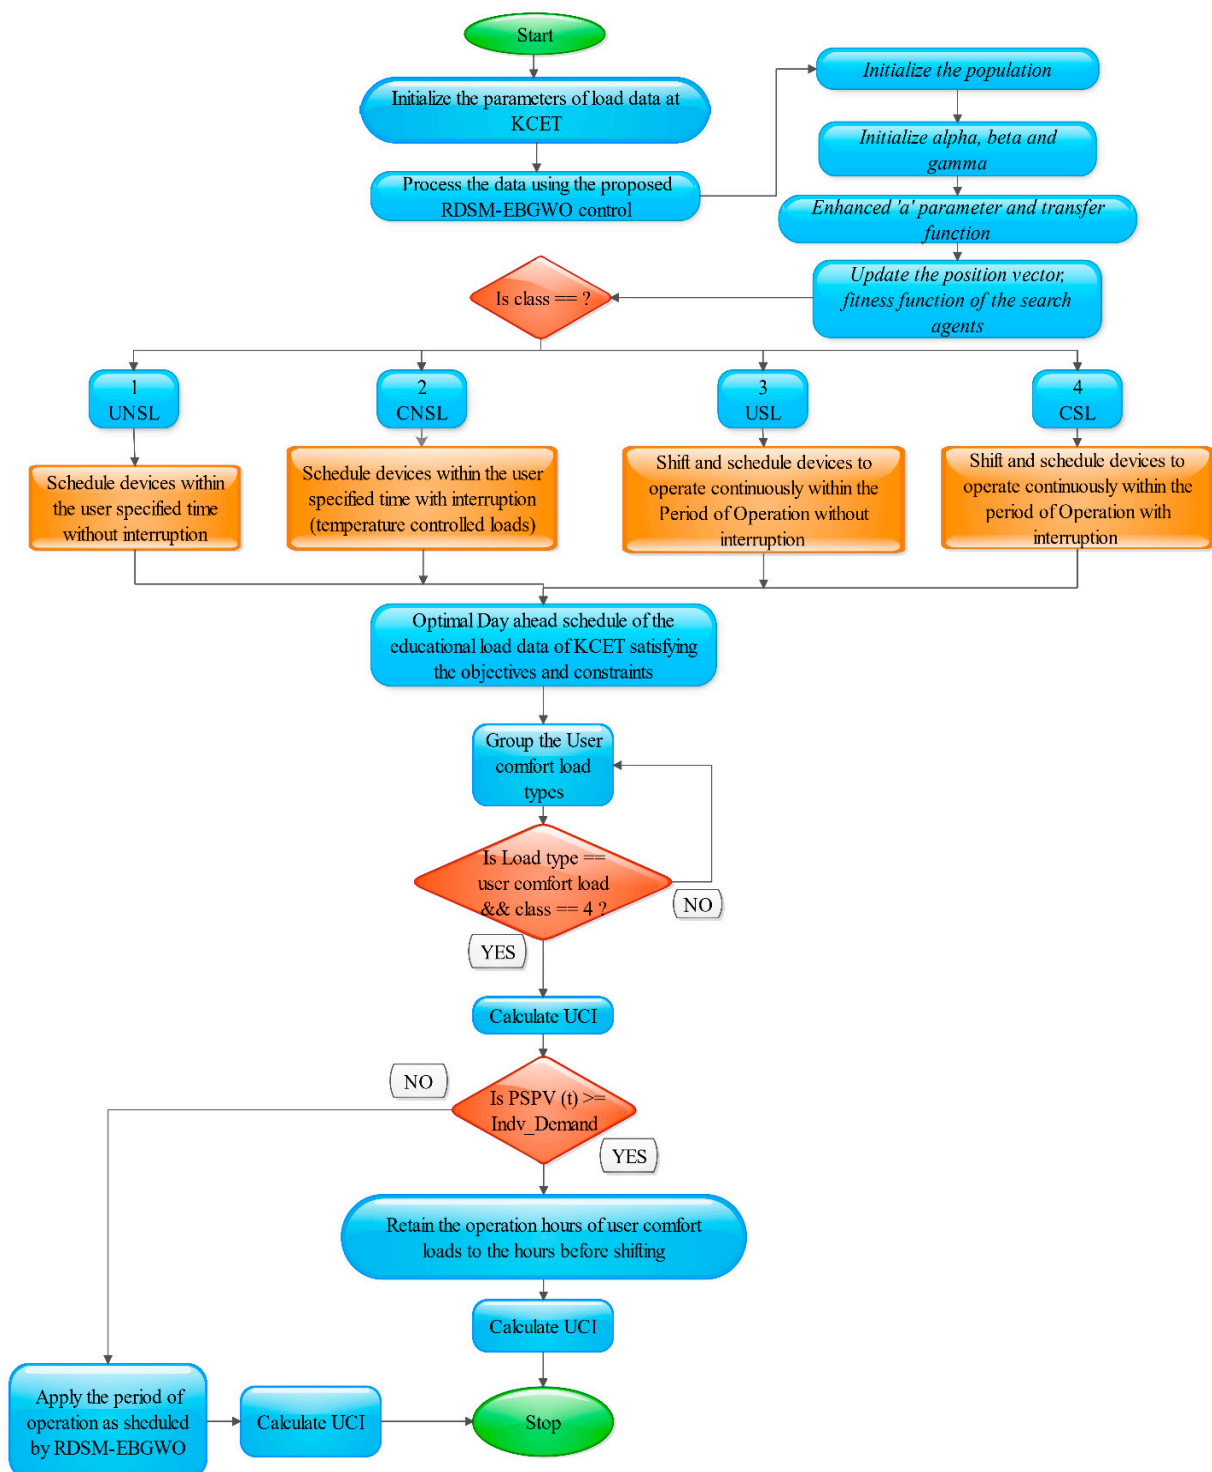 Start
Initialize the parameters of load data at
KCET
Process the data using the proposed
RDSM-EBGWO control
Initialize the population
Initialize alpha, beta and
gamma
Enhanced 'a' parameter and transfer
function
Update the position vector,
fitness function of the search
agents
Is class == ?
1
UNSL
2
CNSL
3
USL
4
CSL
Schedule devices within
the user specified time
without interruption
Schedule devices within the user
specified time with interruption
(temperature controlled loads)
Shift and schedule devices to
operate continuously within the
Period of Operation without
interruption
Shift and schedule devices to
operate continuously within the
period of Operation with
interruption
Optimal Day ahead schedule of the
educational load data of KCET satisfying
the objectives and constraints
Group the User
comfort load
types
Is Load type ==
user comfort load
&& class == 4 ?
NO
YES
Calculate UCI
Is PSPV (t) >=
Indv_Demand
NO
YES
Retain the operation hours of user comfort
loads to the hours before shifting
Calculate UCI
Apply the period of
operation as sheduled
by RDSM-EBGWO
Calculate UCI
Stop